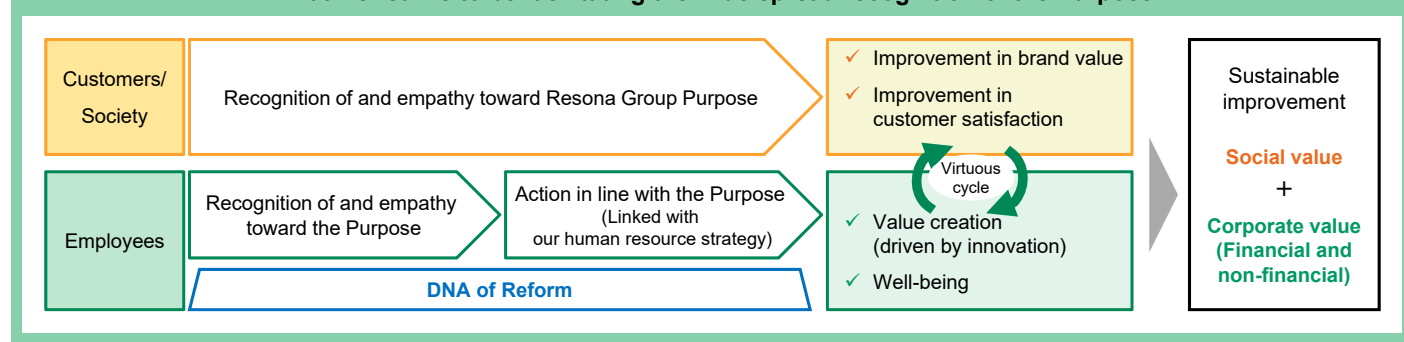 Customers/
Society
Recognition of and empathy toward Resona Group Purpose
✓ Improvement in brand value
✓ Improvement in
customer satisfaction
Employees
Recognition of and empathy
toward the Purpose
Action in line with the Purpose
(Linked with
our human resource strategy)
DNA of Reform
Virtuous
cycle
✓ Value creation
(driven by innovation)
✓ Well-being
Sustainable
improvement
Social value
+
Corporate value
(Financial and
non-financial)